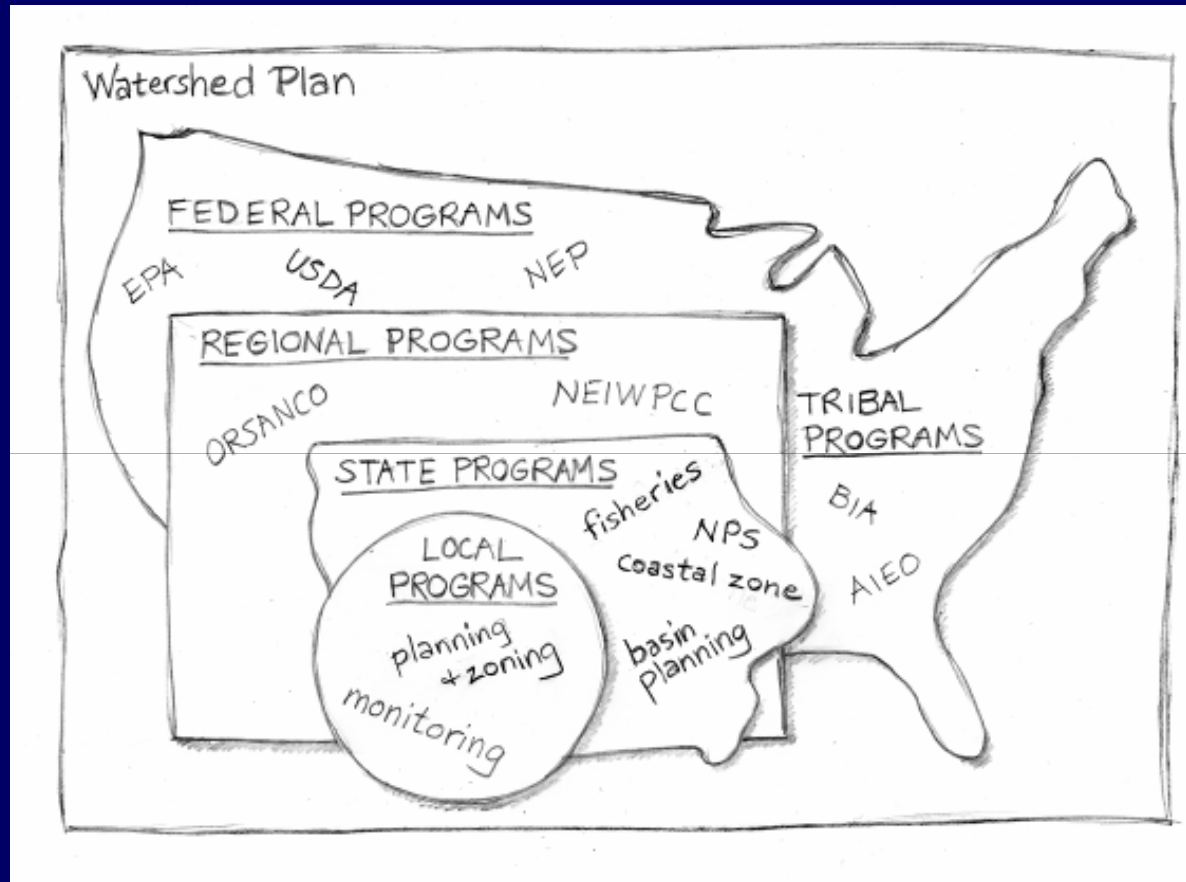 Watershed Plan
FEDERAL PROGRAMS
EPA
USDA
NEP
REGIONAL PROGRAMS
ORSANCO
NEIWPCC
TRIBAL
PROGRAMS
BIA
AIEO
STATE PROGRAMS
fisheries
NPS
coastal zone
basin
planning
LOCAL
PROGRAMS
planning
+ zoning
monitoring